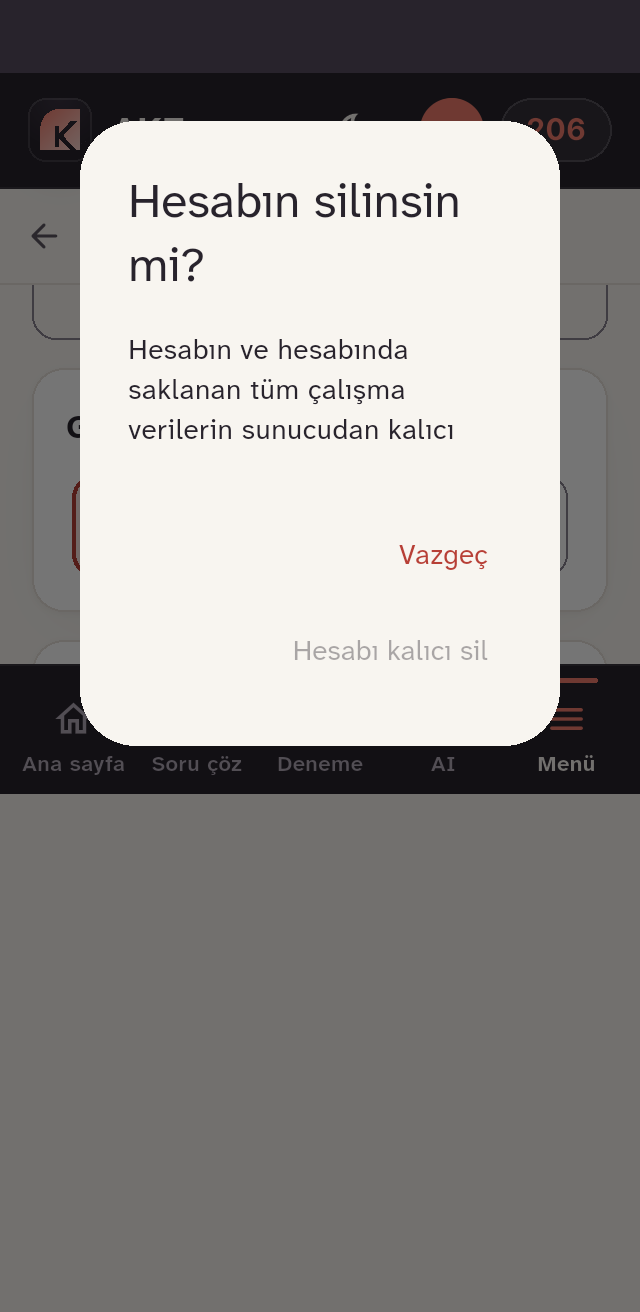 206
Hesabın silinsin
mi?
Hesabın ve hesabında
saklanan tüm çalışma
verilerin sunucudan kalıcı
Vazgeç
Hesabı kalıcı sil
Ana sayfa Soru çöz Deneme AI Menü